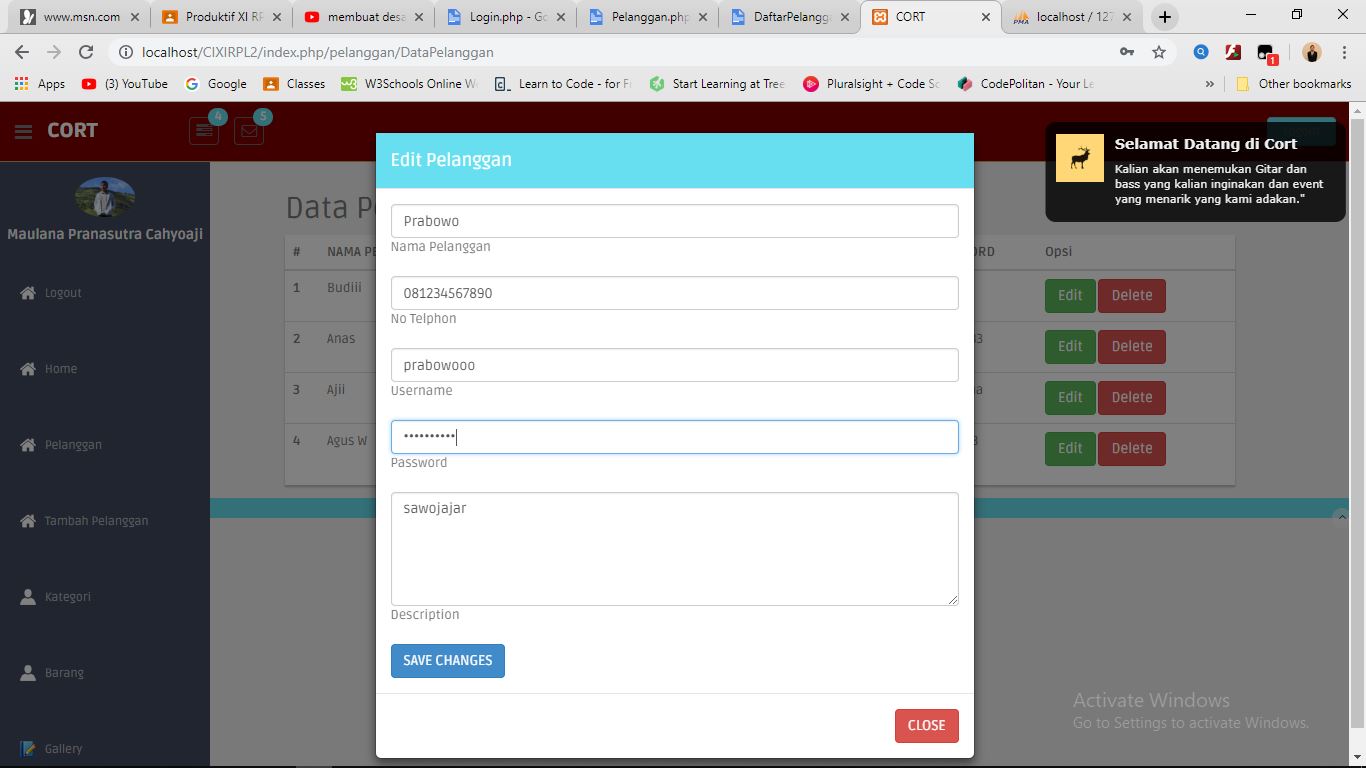 www.msn.com
Produktif XI RP
membuat desa
Login.php - Go
Pelanggan.php
DaftarPelangg
CORT
localhost / 127
localhost/CIXIRPL2/index.php/pelanggan/DataPelanggan
Apps
(3) YouTube
Google
Classes
W3Schools Online W
Learn to Code - for F
Start Learning at Tree
Pluralsight + Code Sc
CodePolitan - Your Le
»
Other bookmarks
CORT
4
5
Selamat Datang di Cort
Kalian akan menemukan Gitar dan
bass yang kalian inginakan dan event
yang menarik yang kami adakan."
Maulana Pranasutra Cahyoaji
Logout
Home
Pelanggan
Tambah Pelanggan
Kategori
Barang
Gallery
Data P
# NAMA PE ORD Opsi
1 Budiii Edit Delete
2 Anas 3 Edit Delete
3 Ajii a Edit Delete
4 Agus W Edit Delete
Edit Pelanggan
Prabowo
Nama Pelanggan
081234567890
No Telphon
prabowooo
Username
••••••••••
Password
sawojajar
Description
SAVE CHANGES
CLOSE
Activate Windows
Go to Settings to activate Windows.